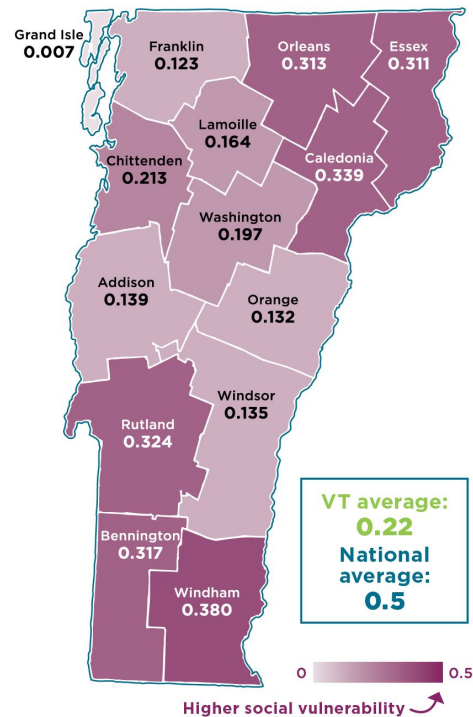 Grand Isle
0.007
Franklin
0.123
Orleans
0.313
Essex
0.311
Lamoille
0.164
Chittenden
0.213
Caledonia
0.339
Washington
0.197
Addison
0.139
Orange
0.132
Windsor
0.135
Rutland
0.324
Bennington
0.317
Windham
0.380
VT average:
0.22
National
average:
0.5
0
0.5
Higher social vulnerability